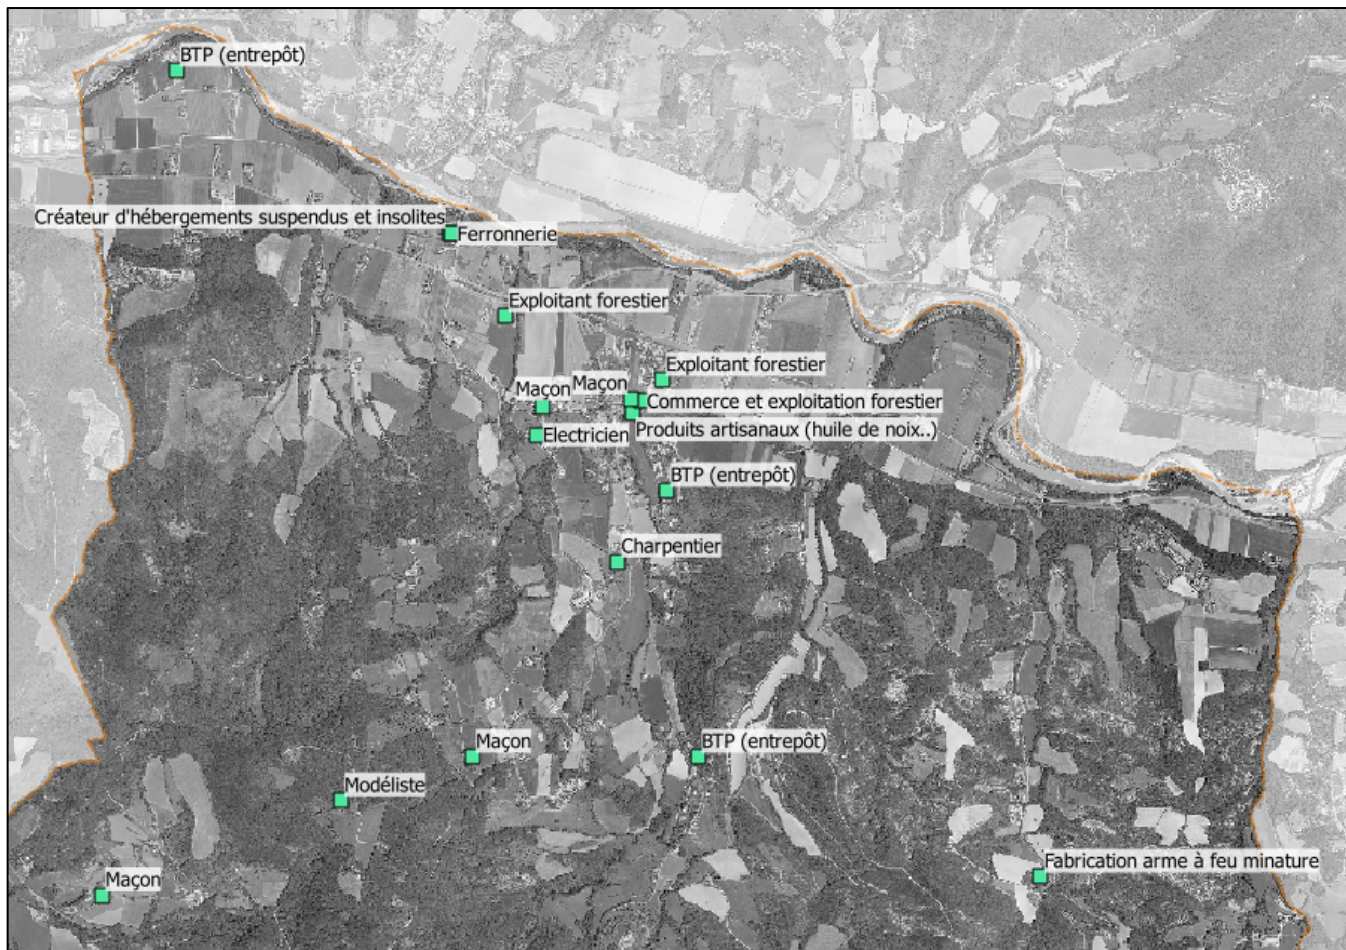 BTP (entrepôt)
Créateur d'hébergements suspendus et insolites
Ferronnerie
Exploitant forestier
Exploitant forestier
Maçon
Maçon
Commerce et exploitation forestier
Produits artisanaux (huile de noix..)
Electricien
BTP (entrepôt)
Charpentier
Maçon
BTP (entrepôt)
Modéliste
Fabrication arme à feu minature
Maçon